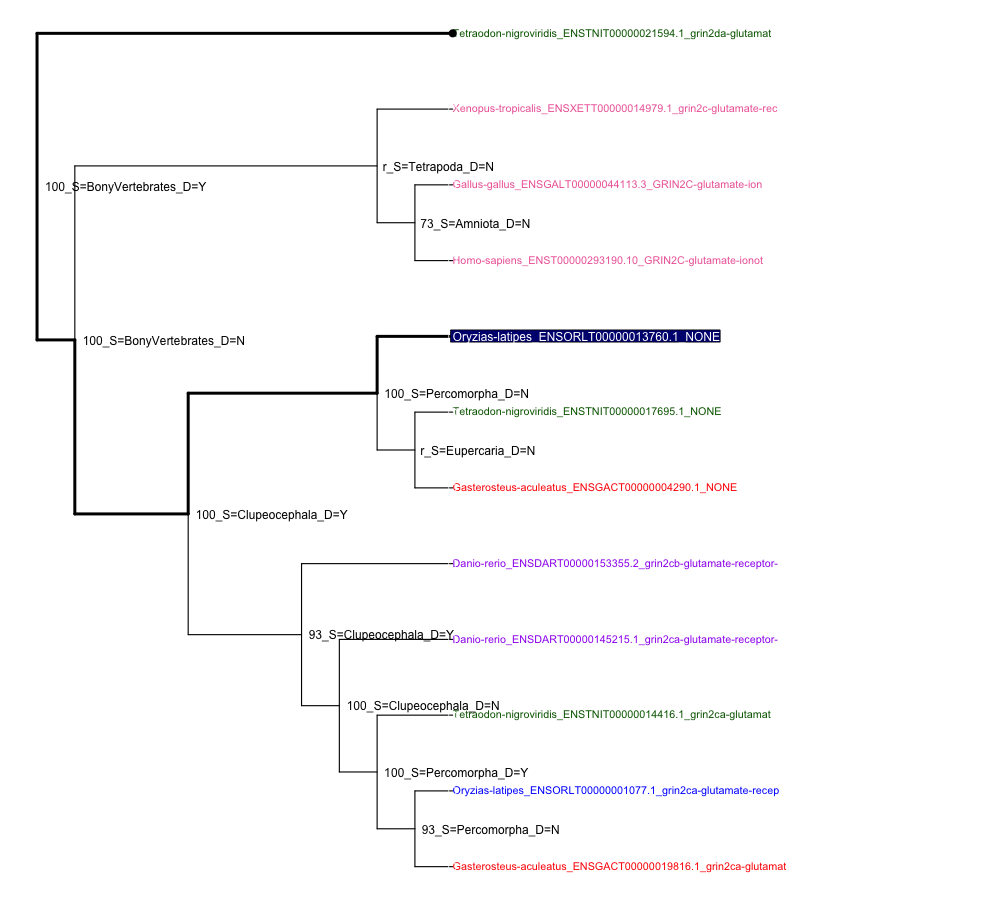 Tetraodon-nigroviridis_ENSTNIT00000021594.1_grin2da-glutamat
Xenopus-tropicalis_ENSXETT00000014979.1_grin2c-glutamate-rec
r_S=Tetrapoda_D=N
100_S=BonyVertebrates_D=Y
Gallus-gallus_ENSGALT00000044113.3_GRIN2C-glutamate-ion
73_S=Amniota_D=N
Homo-sapiens_ENST00000293190.10_GRIN2C-glutamate-ionot
Oryzias-latipes_ENSORLT00000013760.1_NONE
100_S=BonyVertebrates_D=N
100_S=Percomorpha_D=N
Tetraodon-nigroviridis_ENSTNIT00000017695.1_NONE
r_S=Eupercaria_D=N
Gasterosteus-aculeatus_ENSGACT00000004290.1_NONE
100_S=Clupeocephala_D=Y
Danio-rerio_ENSDART00000153355.2_grin2cb-glutamate-receptor-
93_S=Clupeocephala_D=Y
Danio-rerio_ENSDART00000145215.1_grin2ca-glutamate-receptor-
100_S=Clupeocephala_D=N
Tetraodon-nigroviridis_ENSTNIT00000014416.1_grin2ca-glutamat
100_S=Percomorpha_D=Y
Oryzias-latipes_ENSORLT00000001077.1_grin2ca-glutamate-recep
93_S=Percomorpha_D=N
Gasterosteus-aculeatus_ENSGACT00000019816.1_grin2ca-glutamat